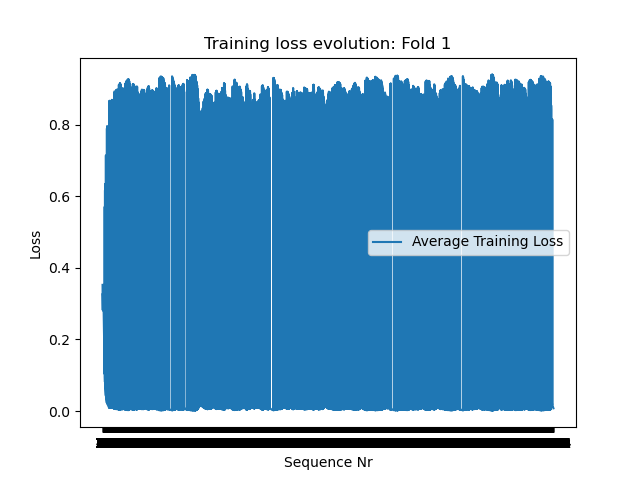 Training loss evolution: Fold 1
0.8
0.6
0.4
0.2
0.0
Loss
Average Training Loss
Sequence Nr